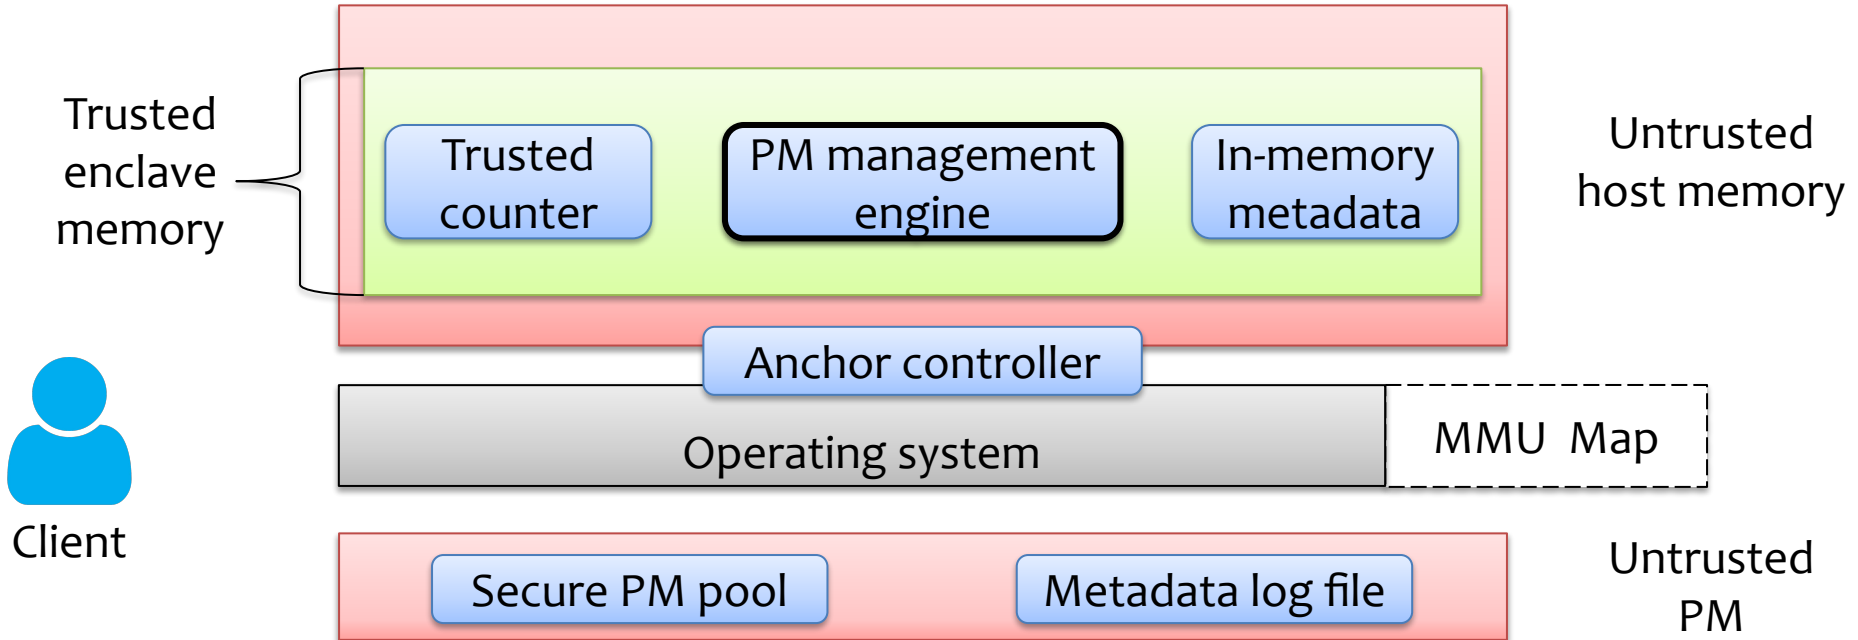 Trusted
enclave
memory
Trusted
counter
PM management
engine
In-memory
metadata
Untrusted
host memory
Anchor controller
Operating system
MMU Map
Client
Secure PM pool
Metadata log file
Untrusted
PM